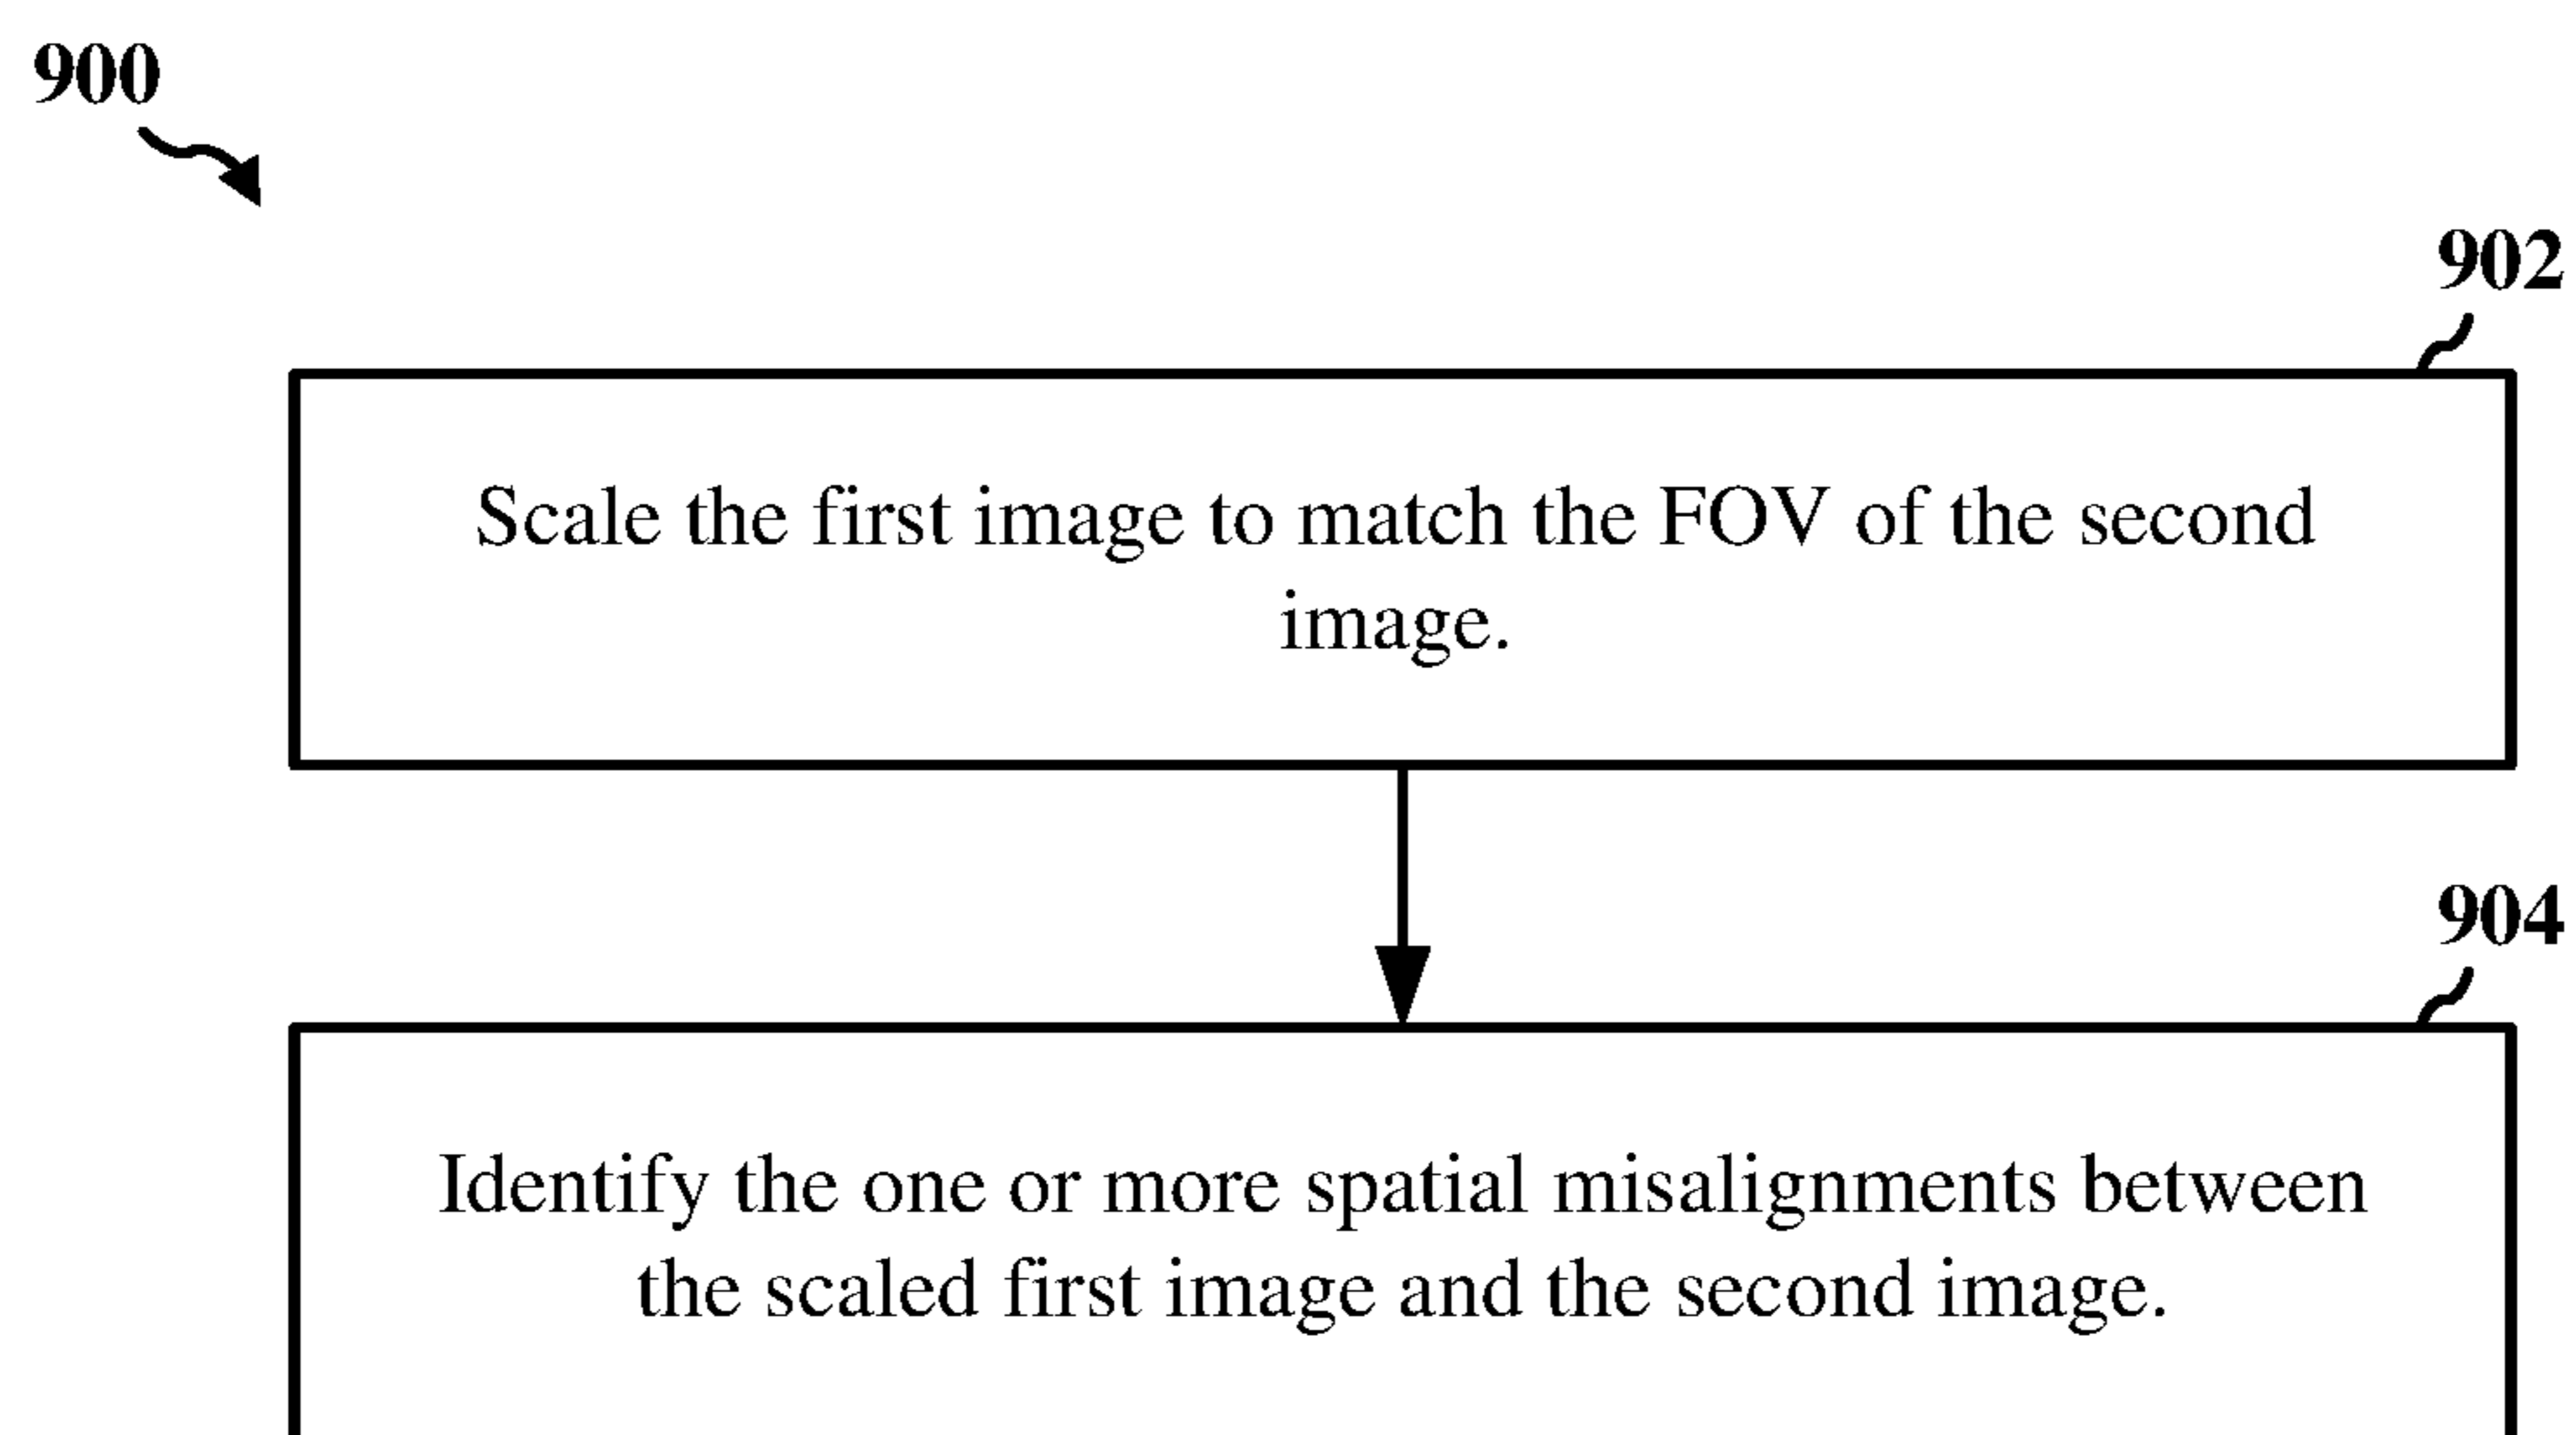 900
902
Scale the first image to match the FOV of the second
image.
904
Identify the one or more spatial misalignments between
the scaled first image and the second image.